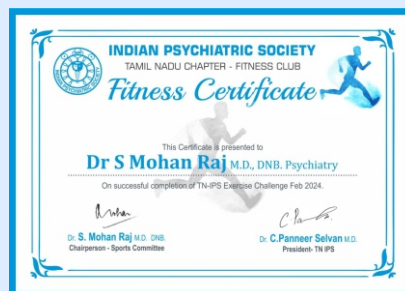 INDIAN PSYCHIATRIC SOCIETY
TAMIL NADU CHAPTER - FITNESS CLUB
Fitness Certificate
This Certificate is presented to
Dr S Mohan Raj M.D., DNB. Psychiatry
On successful completion of TN-IPS Exercise Challenge Feb 2024.
Dr. S. Mohan Raj M.D. DNB.
Chairperson - Sports Committee
Dr. C.Panneer Selvan M.D.
President- TN IPS